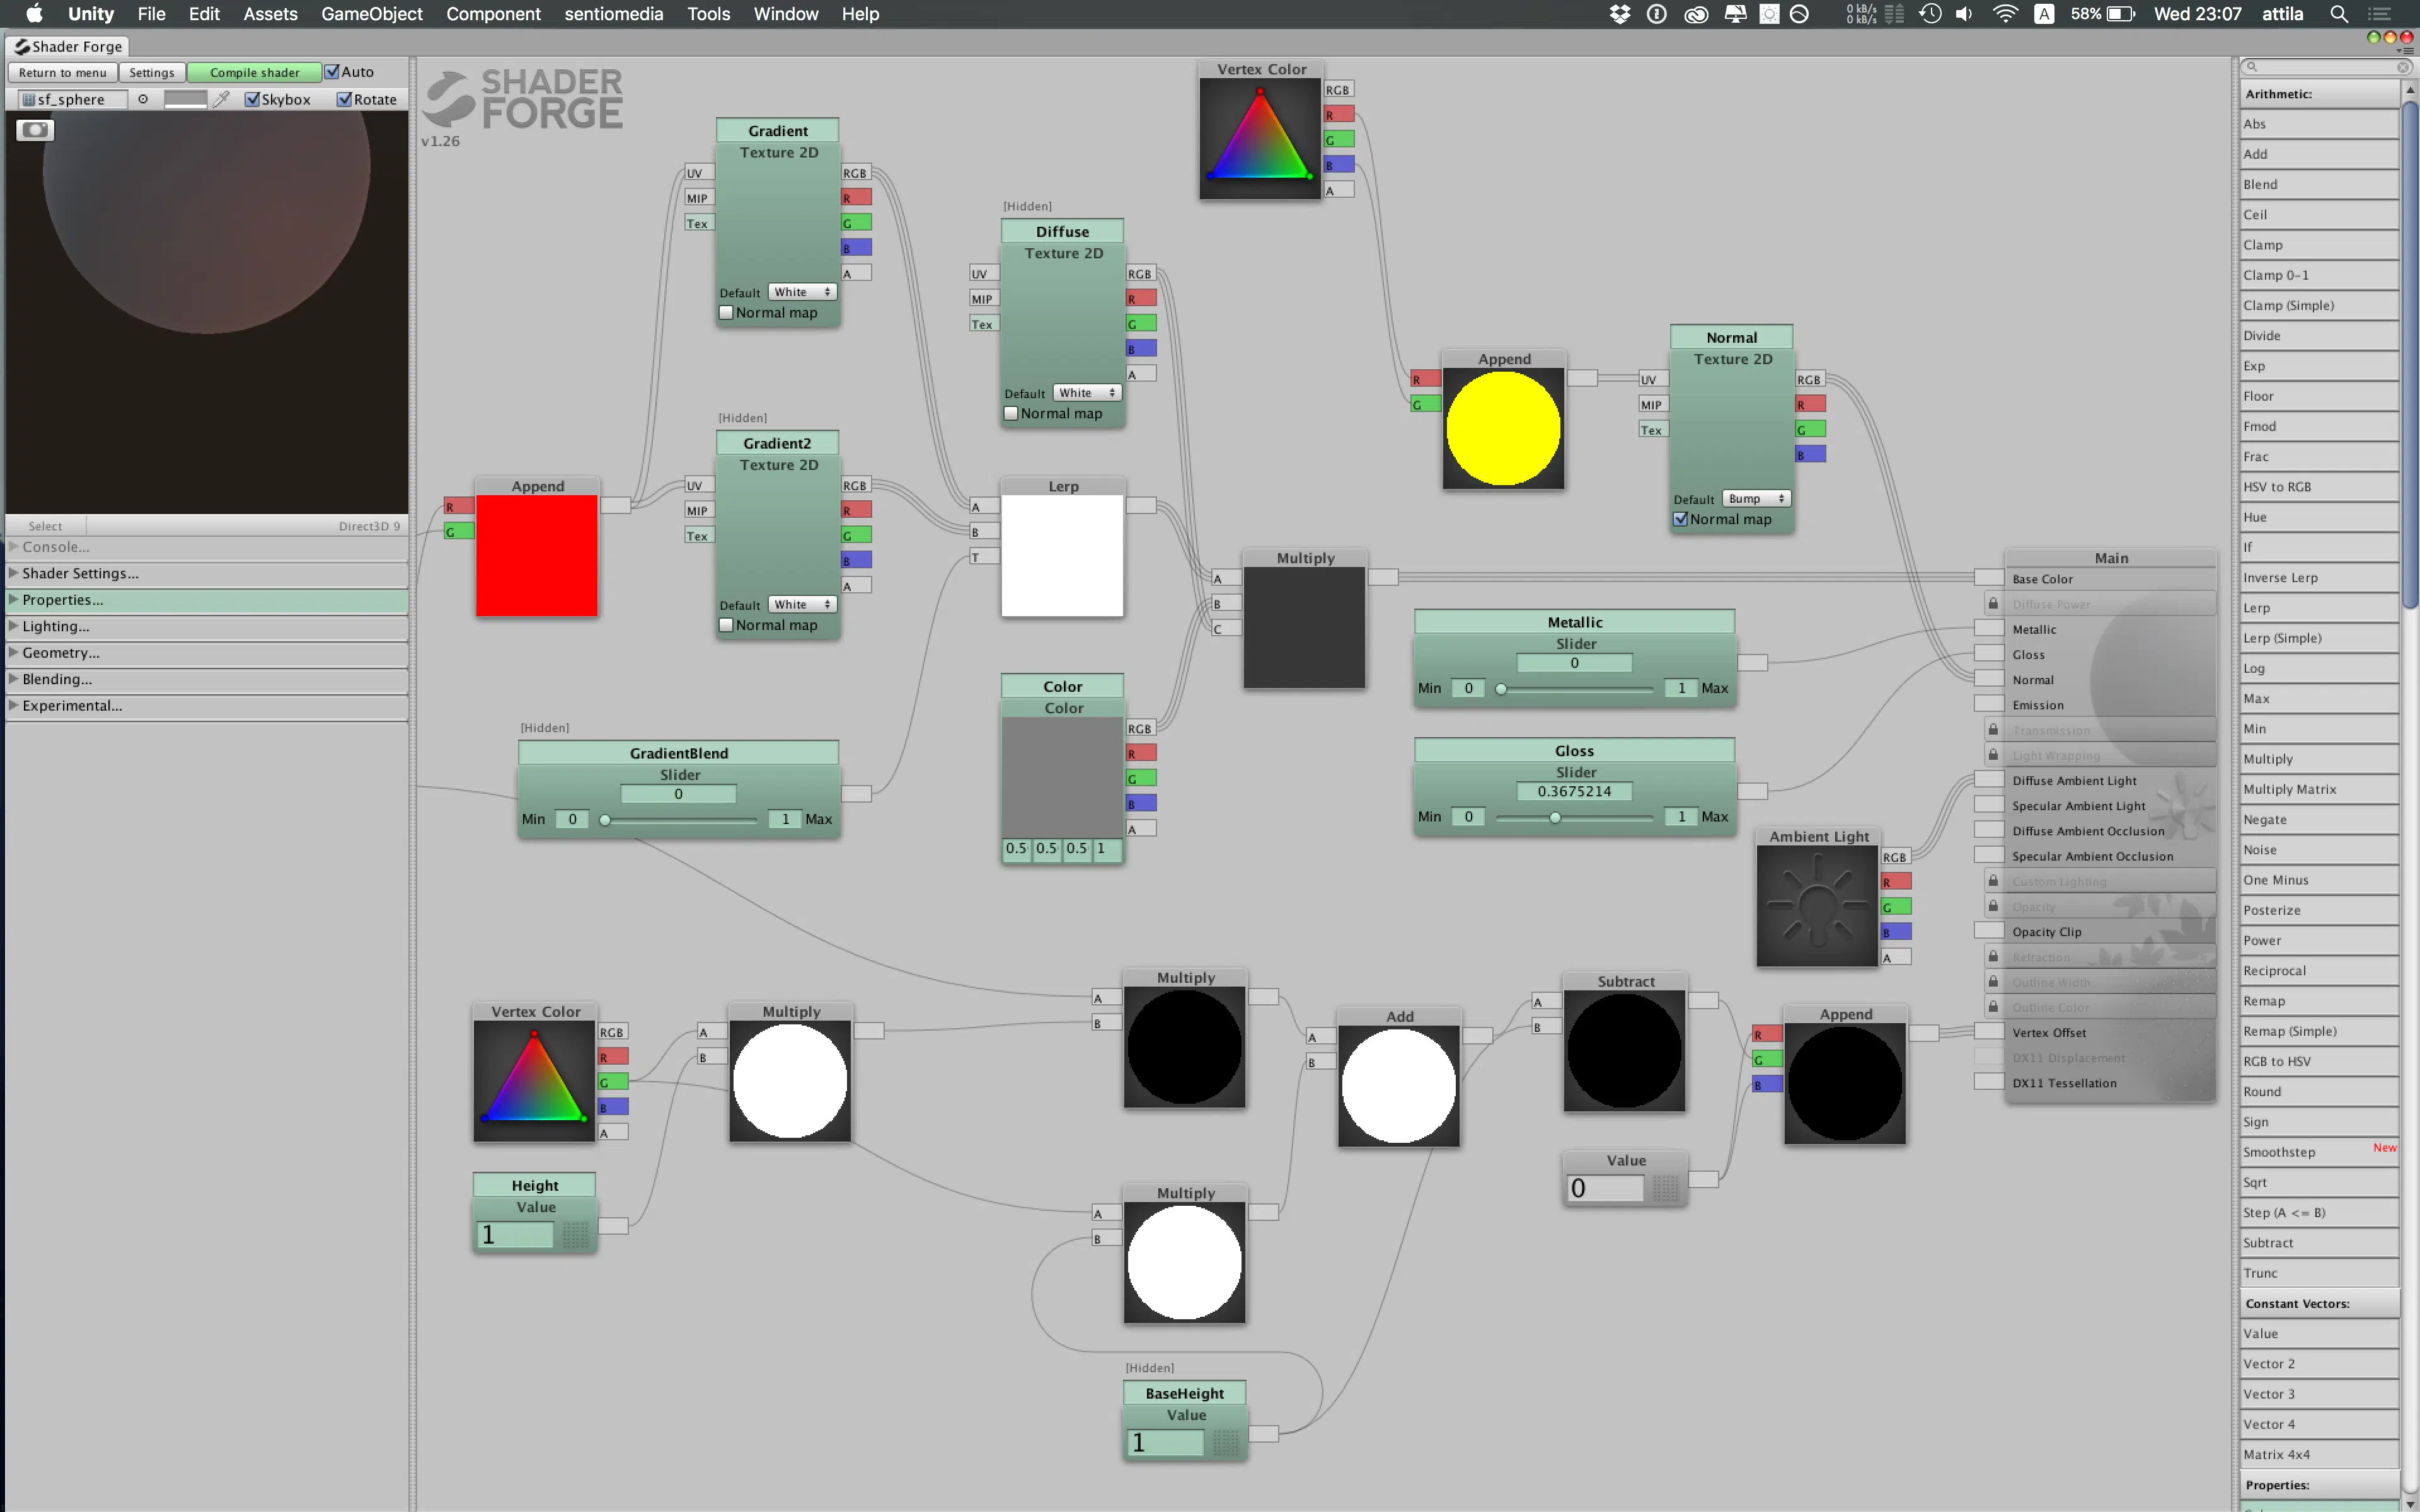 Unity File Edit Assets GameObject Component sentiomedia Tools Window Help
0 kB/s
0 kB/s
A 58% Wed 23:07 attila
Shader Forge
Return to menu Settings Compile shader Auto
sf_sphere Skybox Rotate
Select Direct3D 9
Console...
Shader Settings...
Properties...
Lighting...
Geometry...
Blending...
Experimental...
SHADER
FORGE
v1.26
Gradient
Texture 2D
UV
MIP
Tex
RGB
R
G
B
A
Default White
Normal map
[Hidden]
Diffuse
Texture 2D
UV
MIP
Tex
RGB
R
G
B
A
Default White
Normal map
Vertex Color
RGB
R
G
B
A
Append
R
G
Normal
Texture 2D
UV
MIP
Tex
RGB
R
G
B
Default Bump
Normal map
Append
R
G
[Hidden]
Gradient2
Texture 2D
UV
MIP
Tex
RGB
R
G
B
A
Default White
Normal map
Lerp
A
B
T
Multiply
A
B
C
[Hidden]
GradientBlend
Slider
0
Min 0 1 Max
Color
Color
RGB
R
G
B
A
0.5 0.5 0.5 1
Metallic
Slider
0
Min 0 1 Max
Gloss
Slider
0.3675214
Min 0 1 Max
Ambient Light
RGB
R
G
B
A
Vertex Color
RGB
R
G
B
A
Multiply
A
B
Height
Value
1
Multiply
A
B
Multiply
A
B
[Hidden]
BaseHeight
Value
1
Add
A
B
Subtract
A
B
Value
0
Append
R
G
B
Main
Base Color
Diffuse Power
Metallic
Gloss
Normal
Emission
Transmission
Light Wrapping
Diffuse Ambient Light
Specular Ambient Light
Diffuse Ambient Occlusion
Specular Ambient Occlusion
Custom Lighting
Opacity
Opacity Clip
Refraction
Outline Width
Outline Color
Vertex Offset
DX11 Displacement
DX11 Tessellation
Arithmetic:
Abs
Add
Blend
Ceil
Clamp
Clamp 0-1
Clamp (Simple)
Divide
Exp
Floor
Fmod
Frac
HSV to RGB
Hue
If
Inverse Lerp
Lerp
Lerp (Simple)
Log
Max
Min
Multiply
Multiply Matrix
Negate
Noise
One Minus
Posterize
Power
Reciprocal
Remap
Remap (Simple)
RGB to HSV
Round
Sign
Smoothstep New
Sqrt
Step (A <= B)
Subtract
Trunc
Constant Vectors:
Value
Vector 2
Vector 3
Vector 4
Matrix 4x4
Properties: